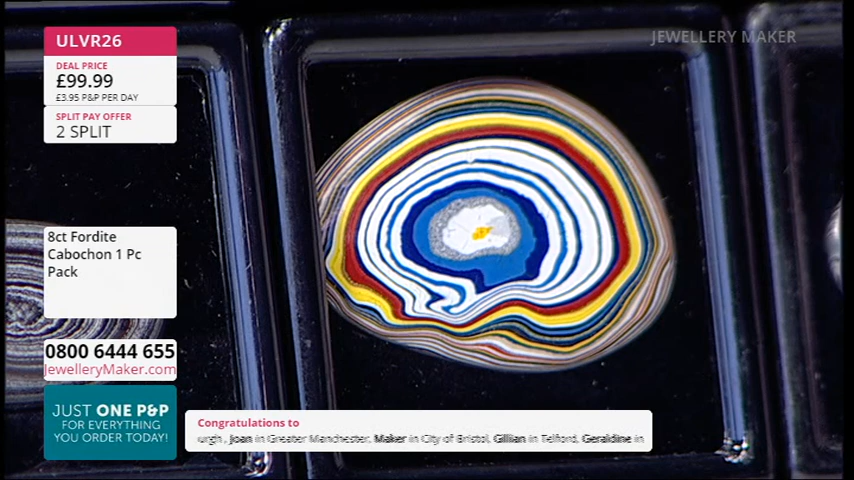 ULVR26
JEWELLERY MAKER
DEAL PRICE
£99.99
£3.95 P&P PER DAY
SPLIT PAY OFFER
2 SPLIT
8ct Fordite
Cabochon 1 Pc
Pack
0800 6444 655
JewelleryMaker.com
JUST ONE P&P
FOR EVERYTHING
YOU ORDER TODAY!
Congratulations to
urgh, Joan in Greater Manchester, Maker in City of Bristol, Gillian in Telford, Geraldine in